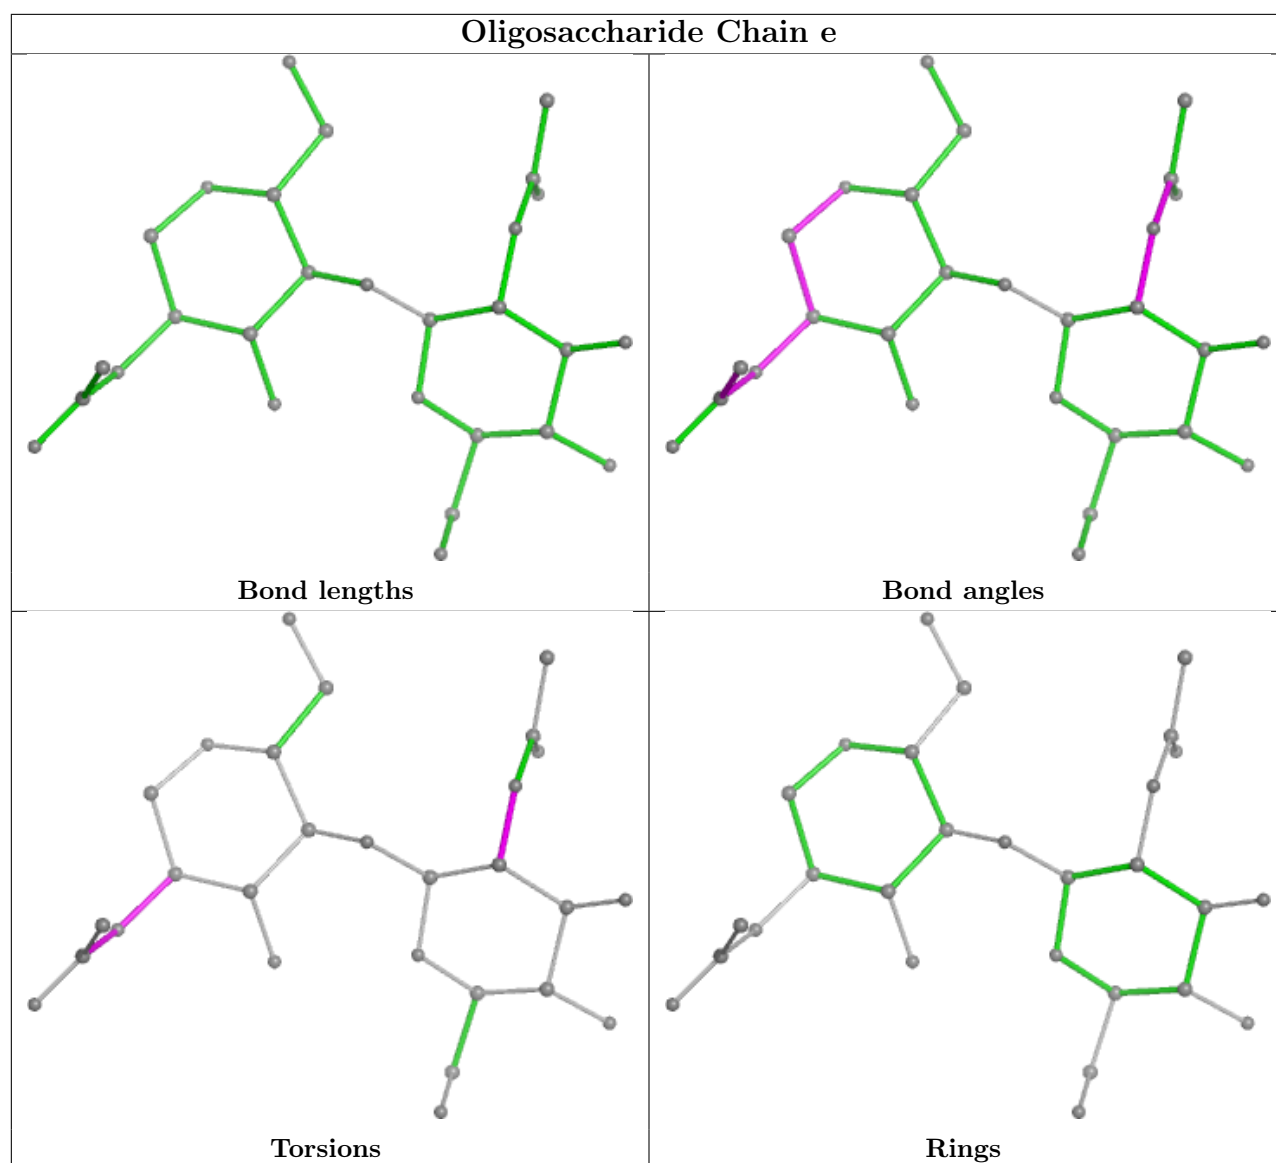 Oligosaccharide Chain e
Bond lengths
Bond angles
Torsions
Rings